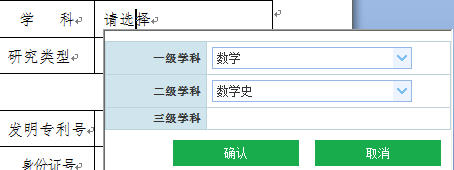 学 科 请选择
研究类型
一级学科 数学
二级学科 数学史
三级学科
发明专利号
身份证号
确认 取消